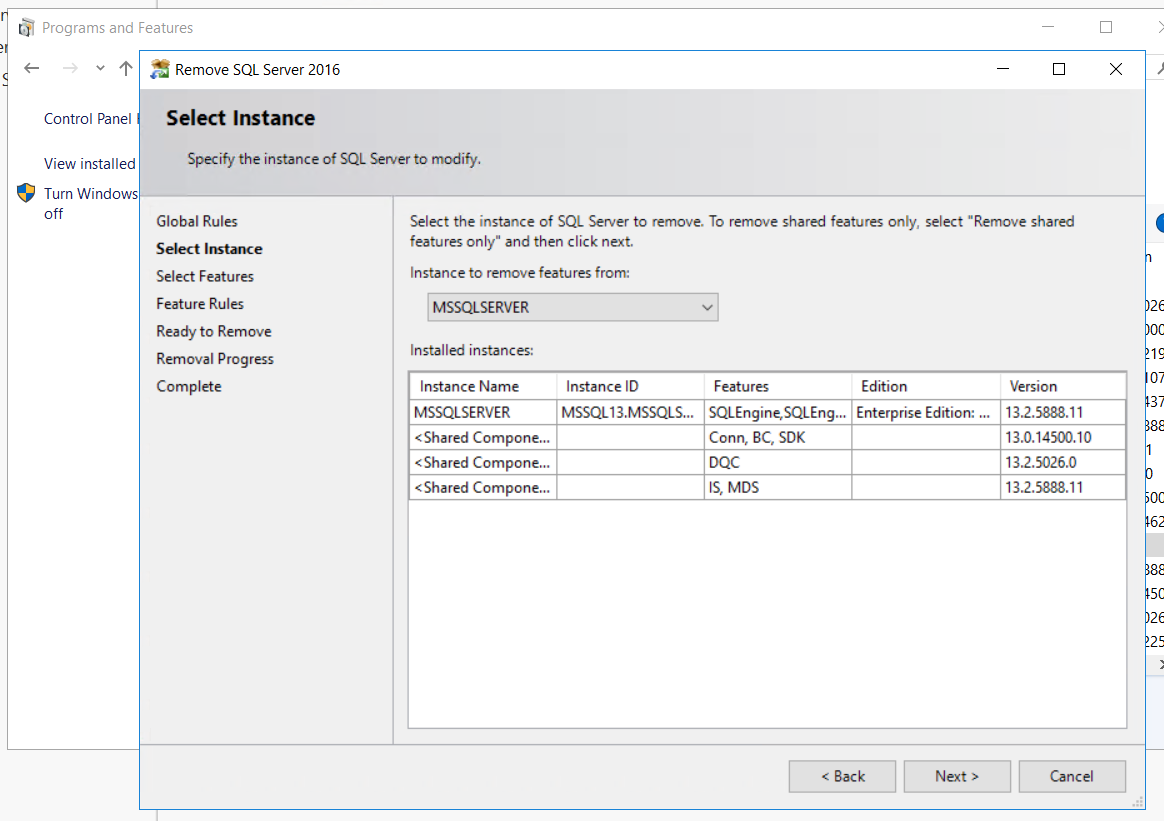 Programs and Features
Remove SQL Server 2016
Control Panel
View installed
Turn Windows
off
Select Instance
Specify the instance of SQL Server to modify.
Global Rules
Select Instance
Select Features
Feature Rules
Ready to Remove
Removal Progress
Complete
Select the instance of SQL Server to remove. To remove shared features only, select "Remove shared
features only" and then click next.
Instance to remove features from:
MSSQLSERVER
Installed instances:
Instance Name Instance ID Features Edition Version
MSSQLSERVER MSSQL13.MSSQLS... SQLEngine,SQLEng... Enterprise Edition: ... 13.2.5888.11
<Shared Compone... Conn, BC, SDK 13.0.14500.10
<Shared Compone... DQC 13.2.5026.0
<Shared Compone... IS, MDS 13.2.5888.11
< Back Next > Cancel